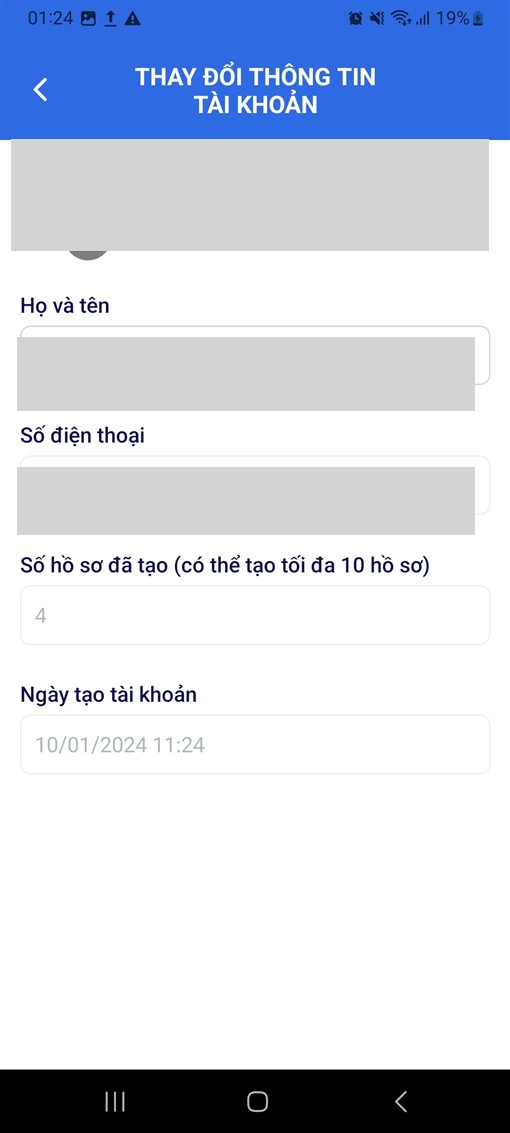 01:24 19%
THAY ĐỔI THÔNG TIN
TÀI KHOẢN
Họ và tên
Số điện thoại
Số hồ sơ đã tạo (có thể tạo tối đa 10 hồ sơ)
4
Ngày tạo tài khoản
10/01/2024 11:24